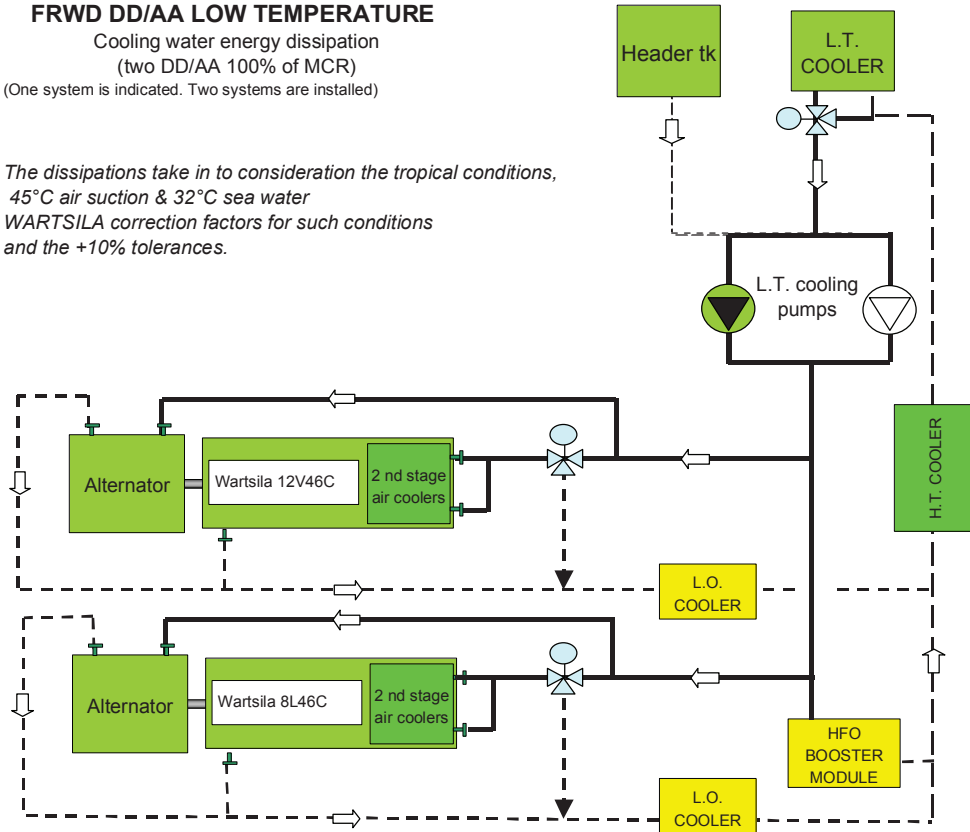 FRWD DD/AA LOW TEMPERATURE
Cooling water energy dissipation
(two DD/AA 100% of MCR)
(One system is indicated. Two systems are installed)
The dissipations take in to consideration the tropical conditions,
45°C air suction & 32°C sea water
WARTSILA correction factors for such conditions
and the +10% tolerances.
Header tk
L.T.
COOLER
L.T. cooling
pumps
H.T. COOLER
Alternator
Wartsila 12V46C
2 nd stage
air coolers
L.O.
COOLER
Alternator
Wartsila 8L46C
2 nd stage
air coolers
HFO
BOOSTER
MODULE
L.O.
COOLER